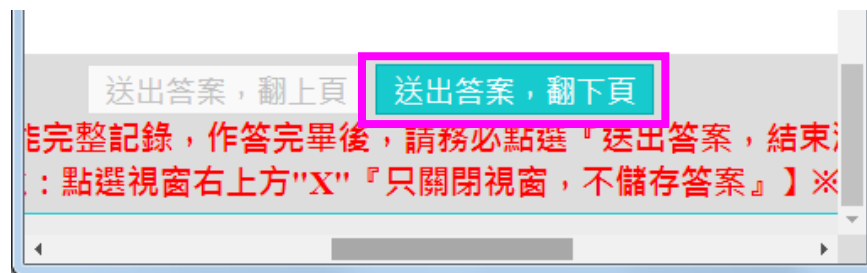 送出答案，翻上頁 送出答案，翻下頁
能完整記錄，作答完畢後，請務必點選『送出答案，結束
：點選視窗右上方"X"『只關閉視窗，不儲存答案』】※